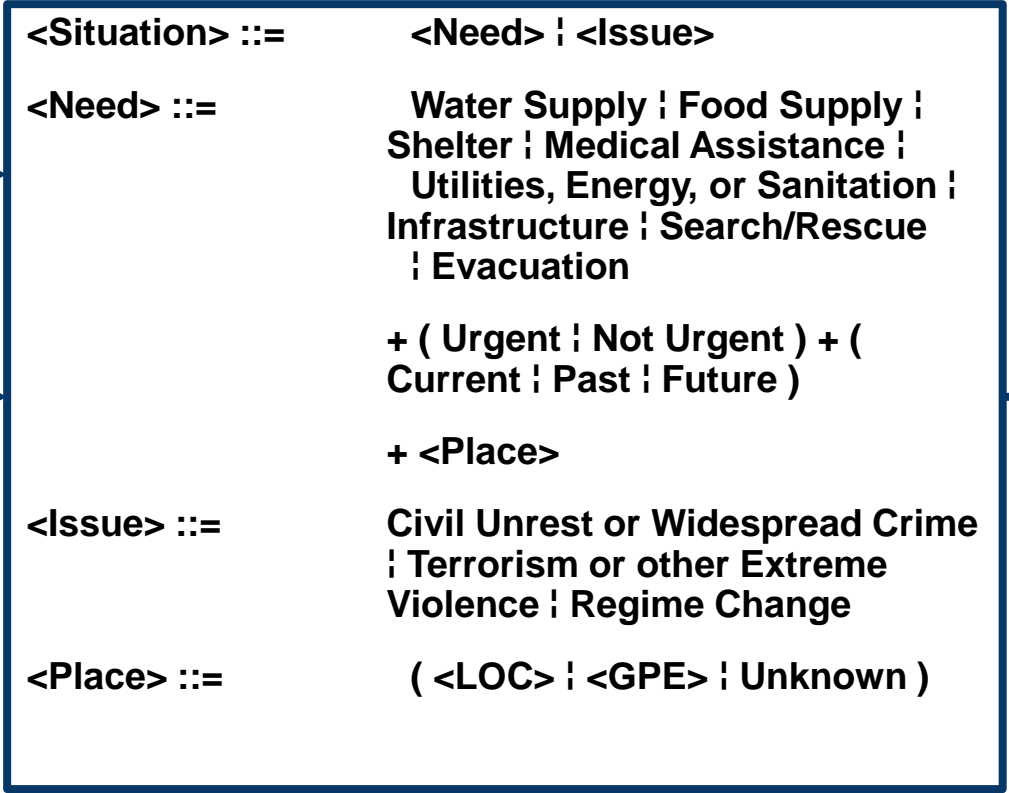 <Situation> ::= <Need> ¦ <Issue>
<Need> ::= Water Supply ¦ Food Supply ¦
Shelter ¦ Medical Assistance ¦
Utilities, Energy, or Sanitation ¦
Infrastructure ¦ Search/Rescue
¦ Evacuation
+ ( Urgent ¦ Not Urgent ) + (
Current ¦ Past ¦ Future )
+ <Place>
<Issue> ::= Civil Unrest or Widespread Crime
¦ Terrorism or other Extreme
Violence ¦ Regime Change
<Place> ::= ( <LOC> ¦ <GPE> ¦ Unknown )